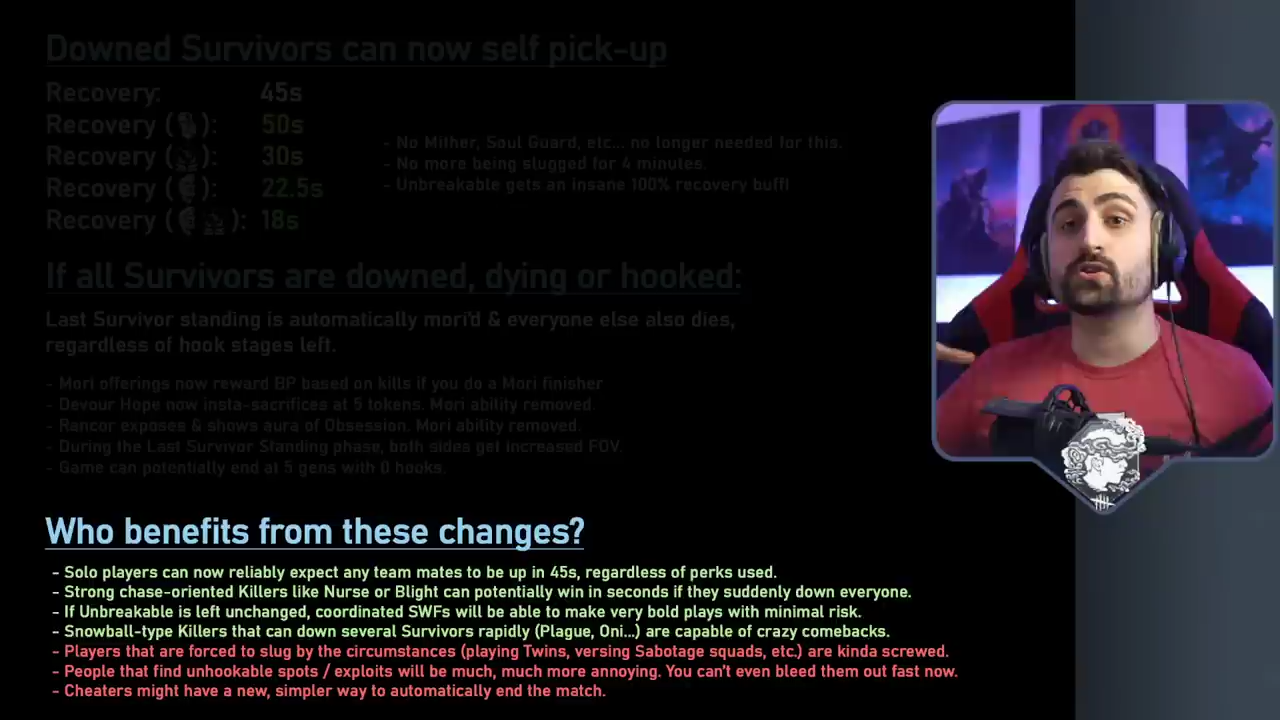 Downed Survivors can now self pick-up
Recovery: 45s
Recovery ( ): 50s
Recovery ( ): 30s
Recovery ( ): 22.5s
Recovery ( ): 18s
- No Mither, Soul Guard, etc... no longer needed for this.
- No more being slugged for 4 minutes.
- Unbreakable gets an insane 100% recovery buff!
If all Survivors are downed, dying or hooked:
Last Survivor standing is automatically mori'd & everyone else also dies,
regardless of hook stages left.
- Mori offerings now reward BP based on kills if you do a Mori finisher
- Devour Hope now insta-sacrifices at 5 tokens. Mori ability removed.
- Rancor exposes & shows aura of Obsession. Mori ability removed.
- During the Last Survivor Standing phase, both sides get increased FOV.
- Game can potentially end at 5 gens with 0 hooks.
Who benefits from these changes?
- Solo players can now reliably expect any team mates to be up in 45s, regardless of perks used.
- Strong chase-oriented Killers like Nurse or Blight can potentially win in seconds if they suddenly down everyone.
- If Unbreakable is left unchanged, coordinated SWFs will be able to make very bold plays with minimal risk.
- Snowball-type Killers that can down several Survivors rapidly (Plague, Oni...) are capable of crazy comebacks.
- Players that are forced to slug by the circumstances (playing Twins, versing Sabotage squads, etc.) are kinda screwed.
- People that find unhookable spots / exploits will be much, much more annoying. You can't even bleed them out fast now.
- Cheaters might have a new, simpler way to automatically end the match.